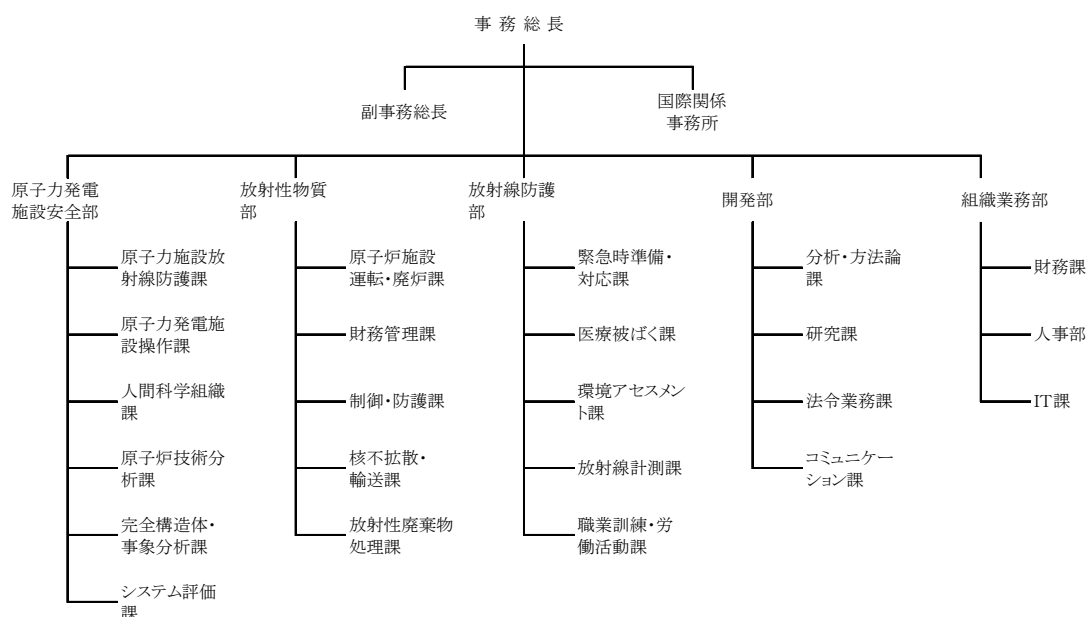 事務総長
副事務総長
国際関係
事務所
原子力発電
施設安全部
放射性物質
部
放射線防護
部
開発部
組織業務部
原子力施設放
射線防護課
原子力発電施
設操作課
人間科学組織
課
原子炉技術分
析課
完全構造体・
事象分析課
システム評価
課
原子炉施設
運転・廃炉課
財務管理課
制御・防護課
核不拡散・
輸送課
放射性廃棄物
処理課
緊急時準備・
対応課
医療被ばく課
環境アセスメン
ト課
放射線計測課
職業訓練・労
働活動課
分析・方法論
課
研究課
法令業務課
コミュニケー
ション課
財務課
人事部
IT課